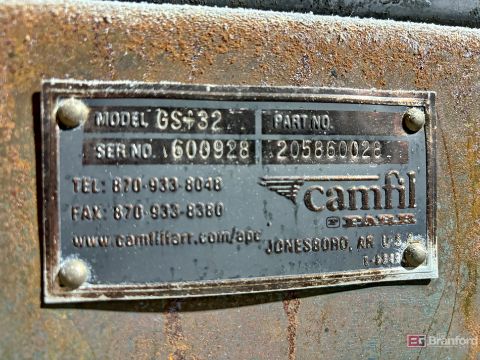 MODEL GS+32 PART NO.
SER NO. 600928 205860028
TEL: 870-933-8048
FAX: 870-933-8380
www.camfilfarr.com/apc
camfil
FARR
JONESBORO, AR U.S.A.
Branford